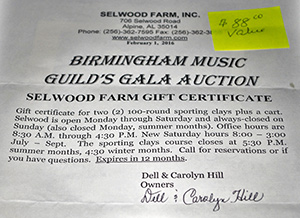 SELWOOD FARM, INC.
706 Selwood Road
Alpine, AL 35014
Phone: (256)-362-7595 Fax: (256)-362-
www.selwoodfarm.com
February 1, 2016
$88.00
value
BIRMINGHAM MUSIC
GUILD'S GALA AUCTION
SELWOOD FARM GIFT CERTIFICATE
Gift certificate for two (2) 100-round sporting clays plus a cart.
Selwood is open Monday through Saturday and always-closed on
Sunday (also closed Monday, summer months). Office hours are
8:30 A.M. through 4:30 P.M. New Saturday hours 8:00 – 3:00
July – Sept. The sporting clays course closes at 5:30 P.M.
summer months, 4:30 winter months. Call for reservations or if
you have questions. Expires in 12 months.
Dell & Carolyn Hill
Owners
Dell & Carolyn Hill